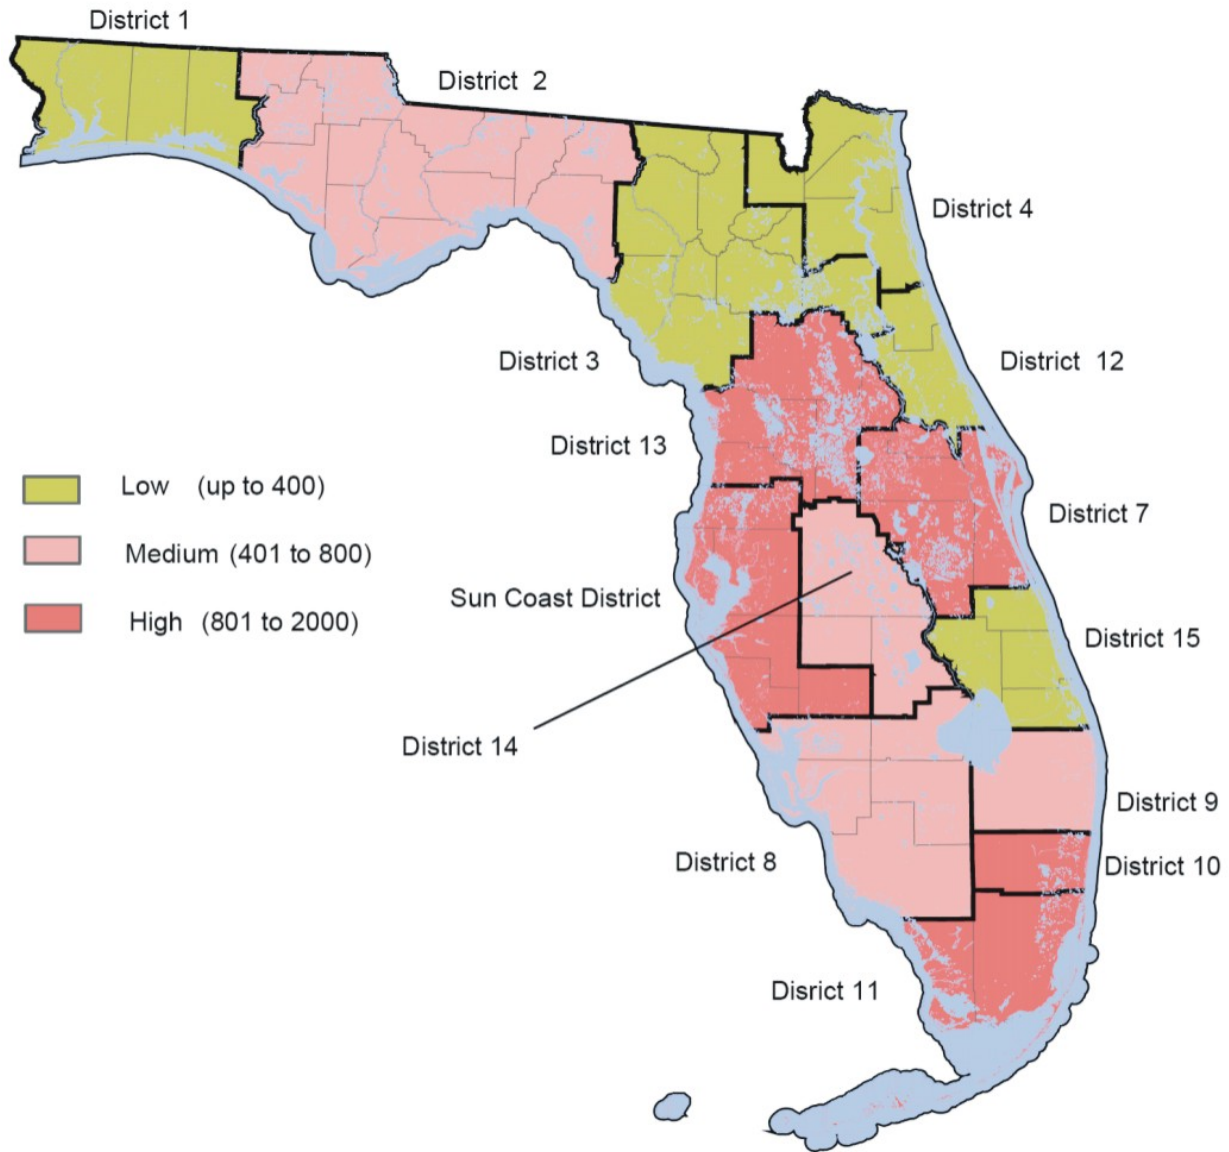 District 1
District 2
District 4
District 3
District 12
District 13
Low (up to 400)
District 7
Medium (401 to 800)
Sun Coast District
High (801 to 2000)
District 15
District 14
District 9
District 8
District 10
Disrict 11